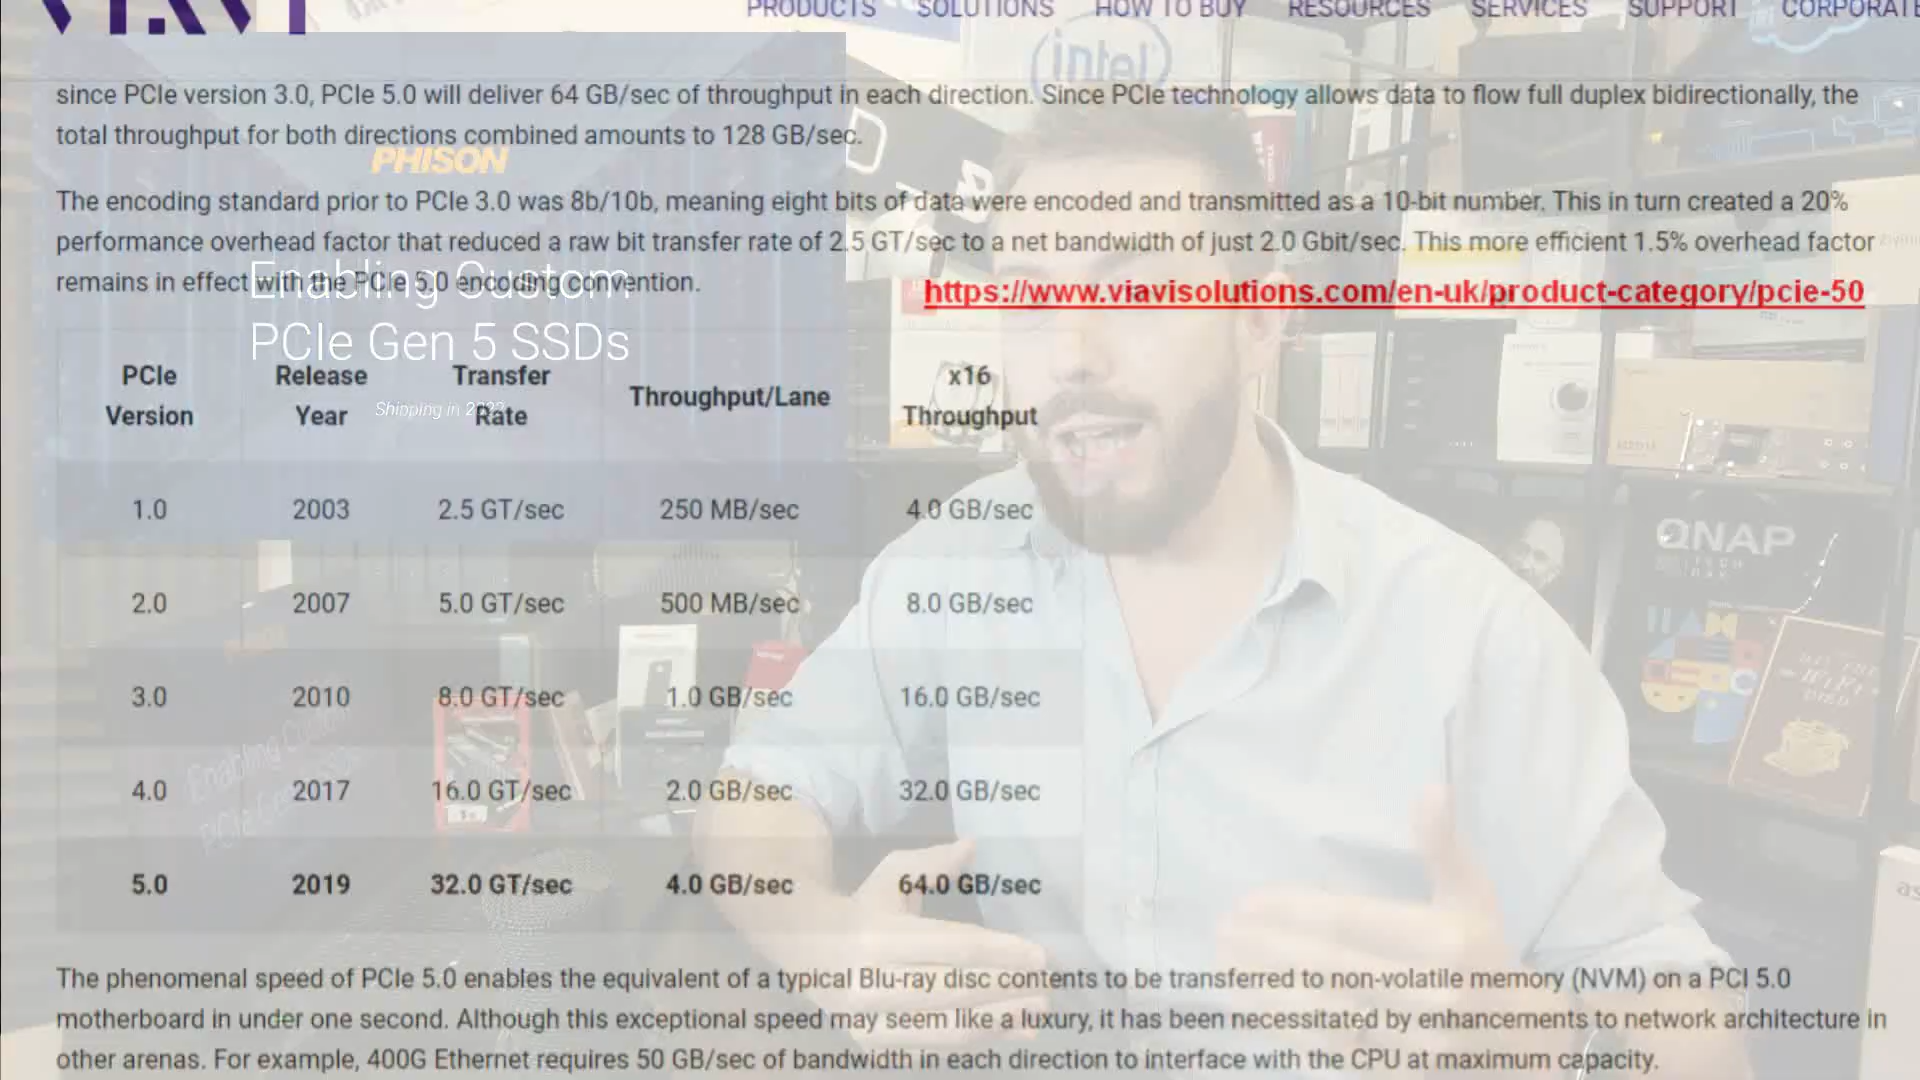 VIAVI
PRODUCTS SOLUTIONS HOW TO BUY RESOURCES SERVICES SUPPORT CORPORATE
intel
since PCIe version 3.0, PCIe 5.0 will deliver 64 GB/sec of throughput in each direction. Since PCIe technology allows data to flow full duplex bidirectionally, the
total throughput for both directions combined amounts to 128 GB/sec.
PHISON
The encoding standard prior to PCIe 3.0 was 8b/10b, meaning eight bits of data were encoded and transmitted as a 10-bit number. This in turn created a 20%
performance overhead factor that reduced a raw bit transfer rate of 2.5 GT/sec to a net bandwidth of just 2.0 Gbit/sec. This more efficient 1.5% overhead factor
remains in effect with the PCIe 5.0 encoding convention.
https://www.viavisolutions.com/en-uk/product-category/pcie-50
Enabling Custom
PCIe Gen 5 SSDs
Shipping in 2022
PCIe Version Release Year Transfer Rate Throughput/Lane x16 Throughput
1.0 2003 2.5 GT/sec 250 MB/sec 4.0 GB/sec
2.0 2007 5.0 GT/sec 500 MB/sec 8.0 GB/sec
3.0 2010 8.0 GT/sec 1.0 GB/sec 16.0 GB/sec
4.0 2017 16.0 GT/sec 2.0 GB/sec 32.0 GB/sec
5.0 2019 32.0 GT/sec 4.0 GB/sec 64.0 GB/sec
QNAP
TECH
DAY
Enabling Custom
The phenomenal speed of PCIe 5.0 enables the equivalent of a typical Blu-ray disc contents to be transferred to non-volatile memory (NVM) on a PCI 5.0
motherboard in under one second. Although this exceptional speed may seem like a luxury, it has been necessitated by enhancements to network architecture in
other arenas. For example, 400G Ethernet requires 50 GB/sec of bandwidth in each direction to interface with the CPU at maximum capacity.